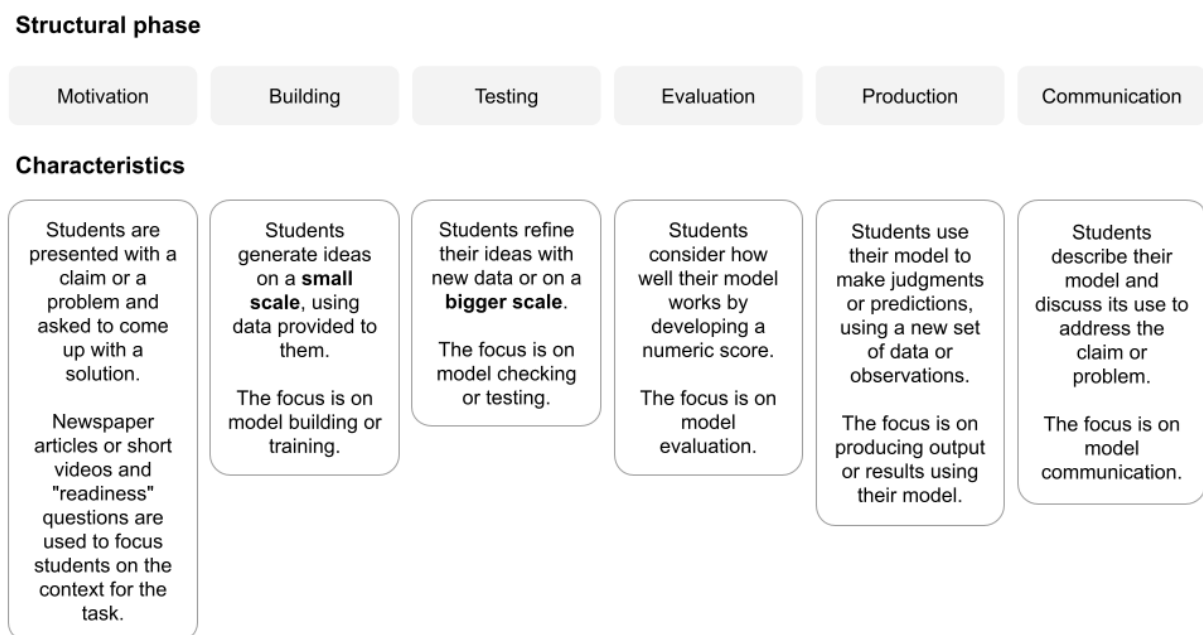 Structural phase
Motivation
Building
Testing
Evaluation
Production
Communication
Characteristics
Students are
presented with a
claim or a
problem and
asked to come
up with a
solution.
Newspaper
articles or short
videos and
"readiness"
questions are
used to focus
students on the
context for the
task.
Students
generate ideas
on a small
scale, using
data provided to
them.
The focus is on
model building or
training.
Students refine
their ideas with
new data or on a
bigger scale.
The focus is on
model checking
or testing.
Students
consider how
well their model
works by
developing a
numeric score.
The focus is on
model
evaluation.
Students use
their model to
make judgments
or predictions,
using a new set
of data or
observations.
The focus is on
producing output
or results using
their model.
Students
describe their
model and
discuss its use to
address the
claim or
problem.
The focus is on
model
communication.